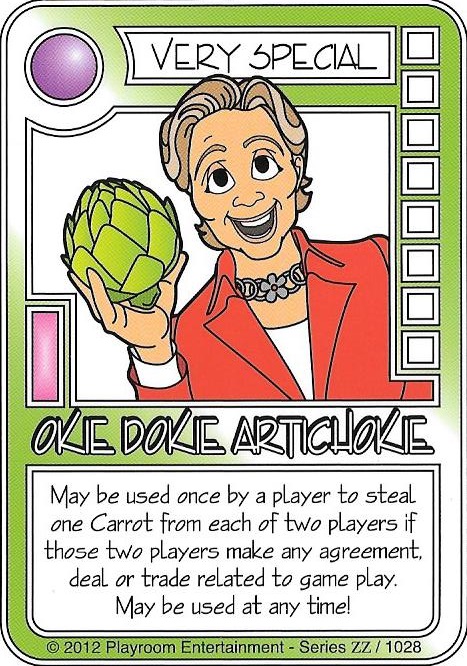 VERY SPECIAL
OKIE DOKIE ARTICHOKIE
May be used once by a player to steal
one Carrot from each of two players if
those two players make any agreement,
deal or trade related to game play.
May be used at any time!
© 2012 Playroom Entertainment - Series ZZ / 1028